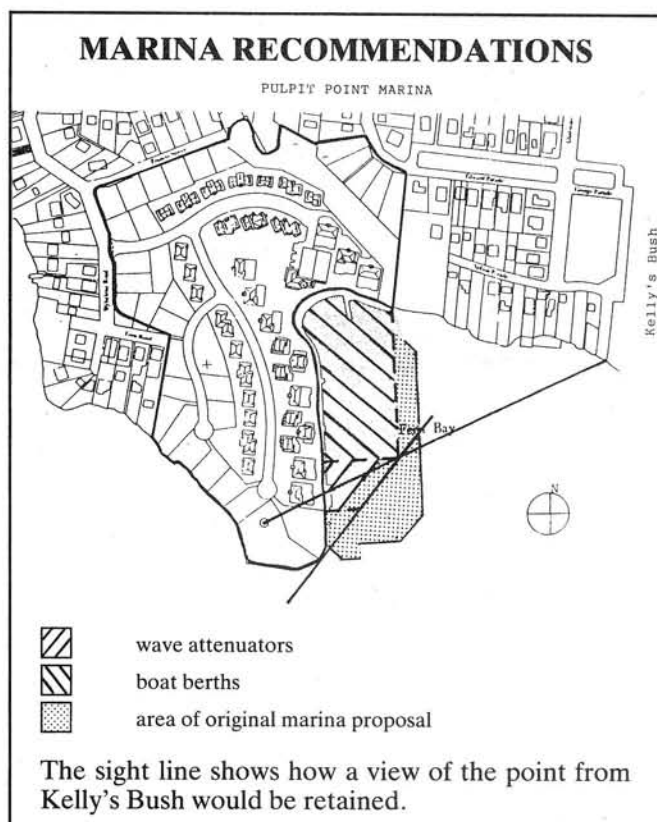 MARINA RECOMMENDATIONS
PULPIT POINT MARINA
Kelly's Bush
Bay
N
wave attenuators
boat berths
area of original marina proposal
The sight line shows how a view of the point from
Kelly's Bush would be retained.